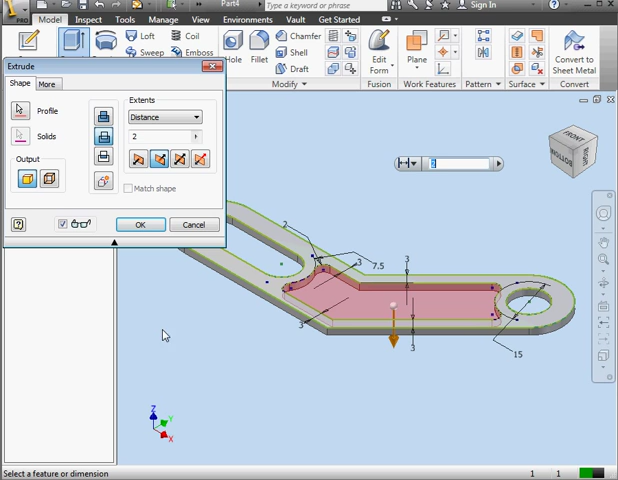 Part4
Type a keyword or phrase
Sign In
PRO
Model Inspect Tools Manage View Environments Vault Get Started
Loft Coil
Sweep Emboss
Hole Fillet
Chamfer
Shell
Draft
Edit
Form
Plane
Convert to
Sheet Metal
Modify Fusion Work Features Pattern Surface Convert
Extrude
Shape More
Profile
Solids
Output
Extents
Distance
2
Match shape
OK Cancel
2
FRONT
BOTTOM
RIGHT
2
7.5
3
3
3
3
15
Z
Y
X
Select a feature or dimension
1 1